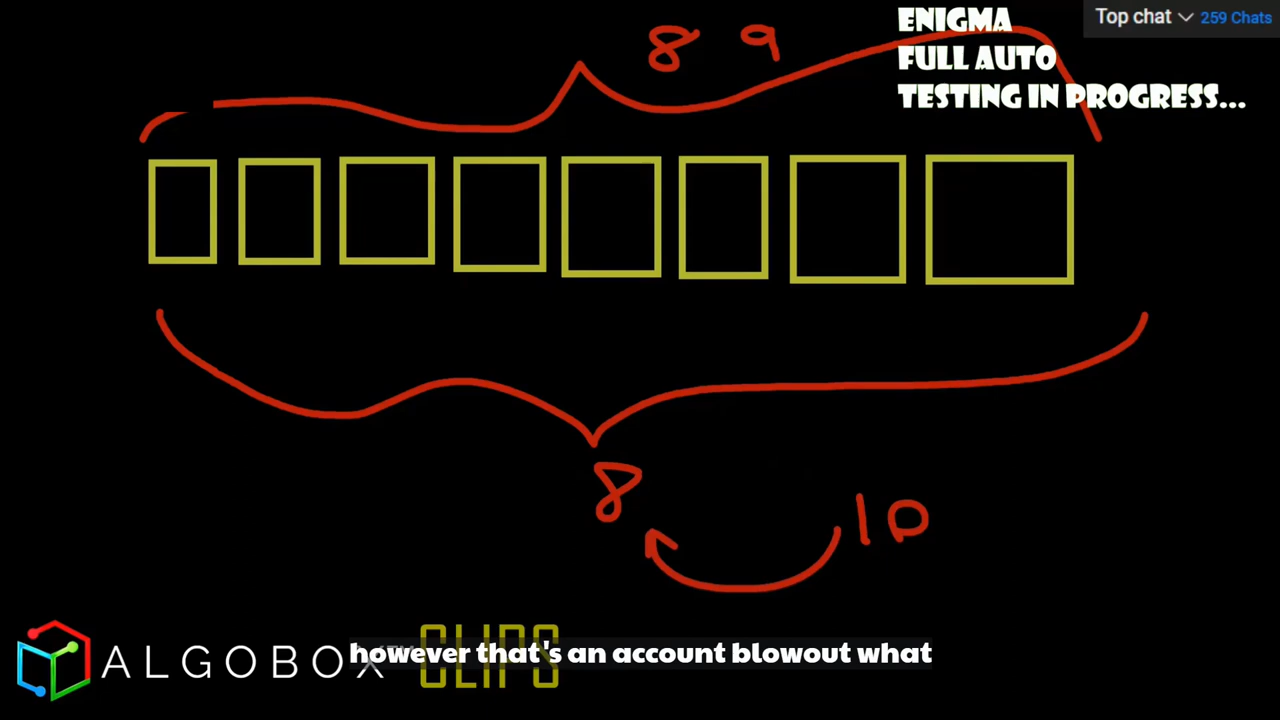 Top chat 259 Chats
ENIGMA
FULL AUTO
TESTING IN PROGRESS...
8 9
8
10
ALGOBOX CLIPS
however that's an account blowout what